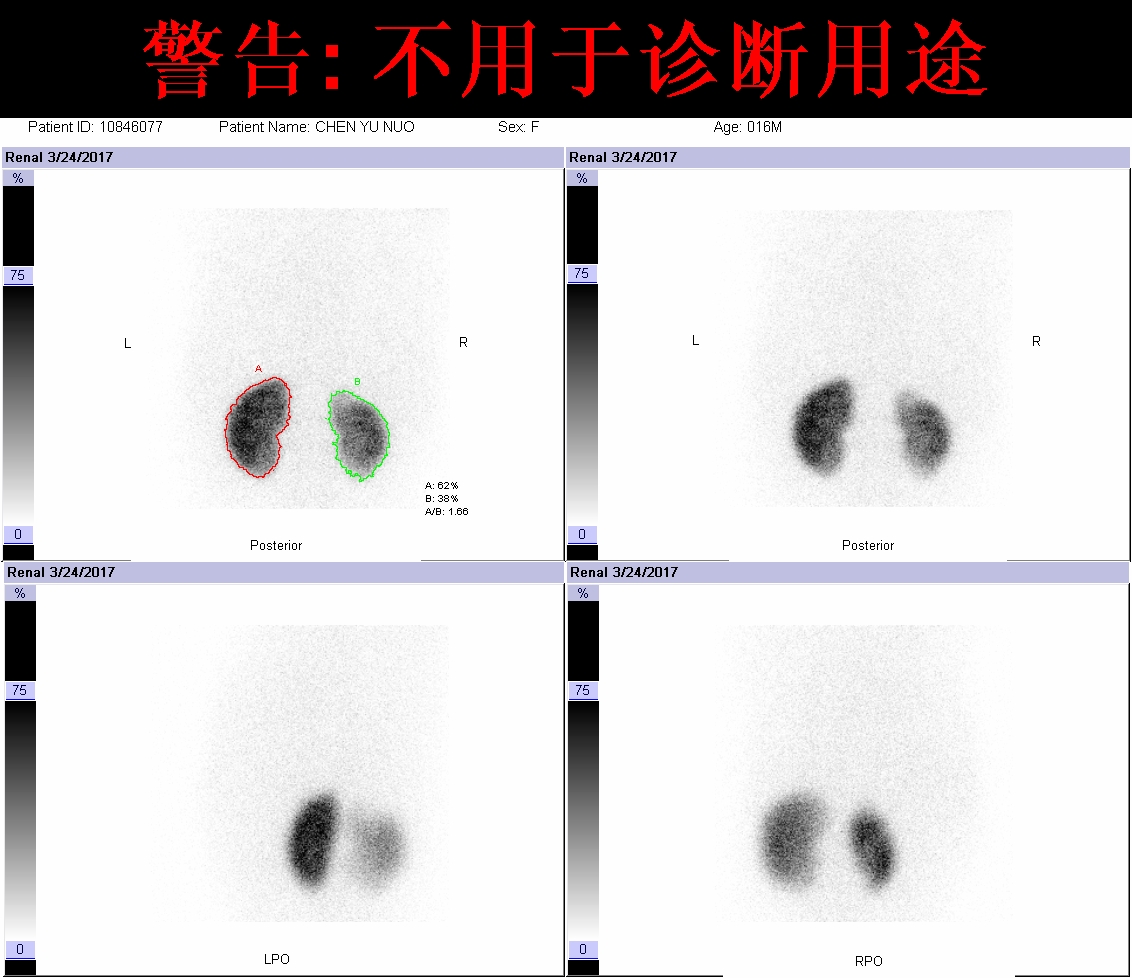 警告: 不用于诊断用途
Patient ID: 10846077 Patient Name: CHEN YU NUO Sex: F Age: 016M
Renal 3/24/2017
%
75
0
L
R
A
B
A: 62%
B: 38%
A/B: 1.66
Posterior
Renal 3/24/2017
%
75
0
L
R
Posterior
Renal 3/24/2017
%
75
0
LPO
Renal 3/24/2017
%
75
0
RPO